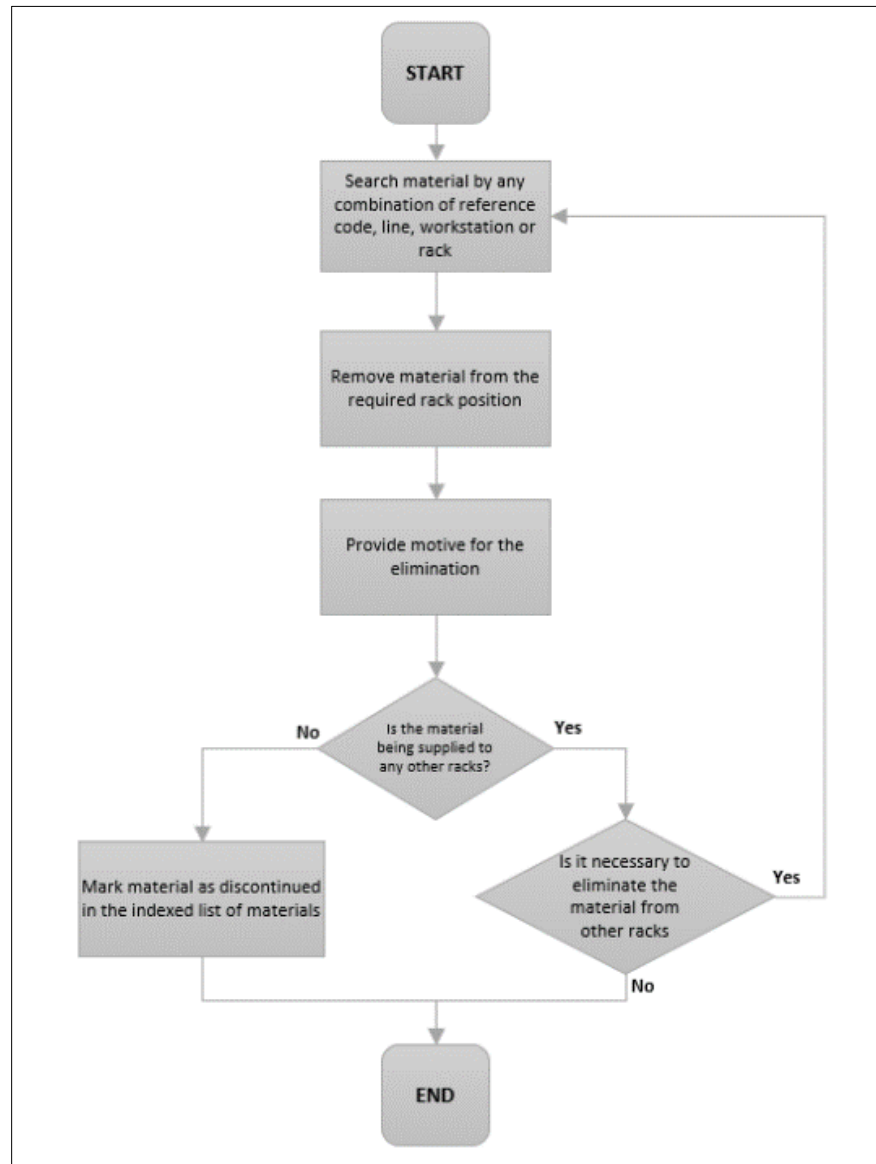 START
Search material by any
combination of reference
code, line, workstation or
rack
Remove material from the
required rack position
Provide motive for the
elimination
Is the material
being supplied to
any other racks?
No
Yes
Mark material as discontinued
in the indexed list of materials
Is it necessary to
eliminate the
material from
other racks
Yes
No
END